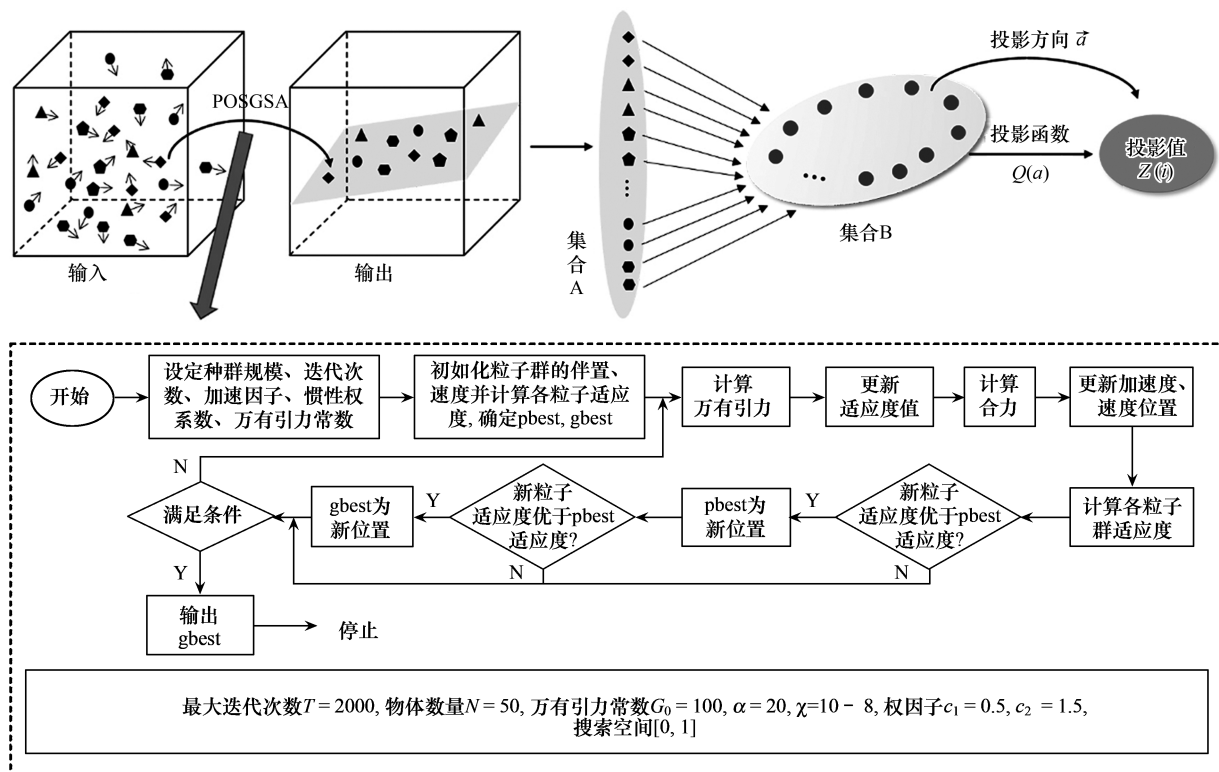 POSGSA
输入
输出
集
合
A
集合B
投影方向 a⃗
投影函数
Q(a)
投影值
Z (i)
开始
设定种群规模、迭代次
数、加速因子、惯性权
系数、万有引力常数
初如化粒子群的伴置、
速度并计算各粒子适应
度, 确定pbest, gbest
计算
万有引力
更新
适应度值
计算
合力
更新加速度、
速度位置
计算各粒子
群适应度
新粒子
适应度优于pbest
适应度?
Y
N
pbest为
新位置
新粒子
适应度优于pbest
适应度?
Y
N
gbest为
新位置
满足条件
N
Y
输出
gbest
停止
最大迭代次数T = 2000, 物体数量N = 50, 万有引力常数G₀ = 100, α = 20, χ=10－8, 权因子c₁ = 0.5, c₂ = 1.5,
搜索空间[0, 1]